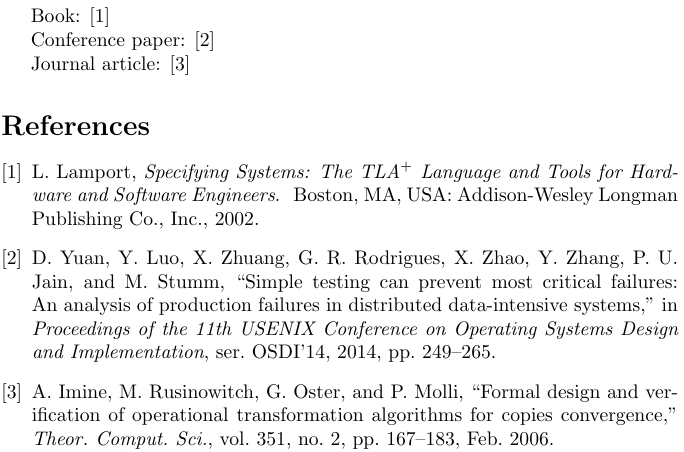 Book: [1]
Conference paper: [2]
Journal article: [3]
References
[1] L. Lamport, Specifying Systems: The TLA+ Language and Tools for Hard-
ware and Software Engineers. Boston, MA, USA: Addison-Wesley Longman
Publishing Co., Inc., 2002.
[2] D. Yuan, Y. Luo, X. Zhuang, G. R. Rodrigues, X. Zhao, Y. Zhang, P. U.
Jain, and M. Stumm, “Simple testing can prevent most critical failures:
An analysis of production failures in distributed data-intensive systems,” in
Proceedings of the 11th USENIX Conference on Operating Systems Design
and Implementation, ser. OSDI’14, 2014, pp. 249–265.
[3] A. Imine, M. Rusinowitch, G. Oster, and P. Molli, “Formal design and ver-
ification of operational transformation algorithms for copies convergence,”
Theor. Comput. Sci., vol. 351, no. 2, pp. 167–183, Feb. 2006.